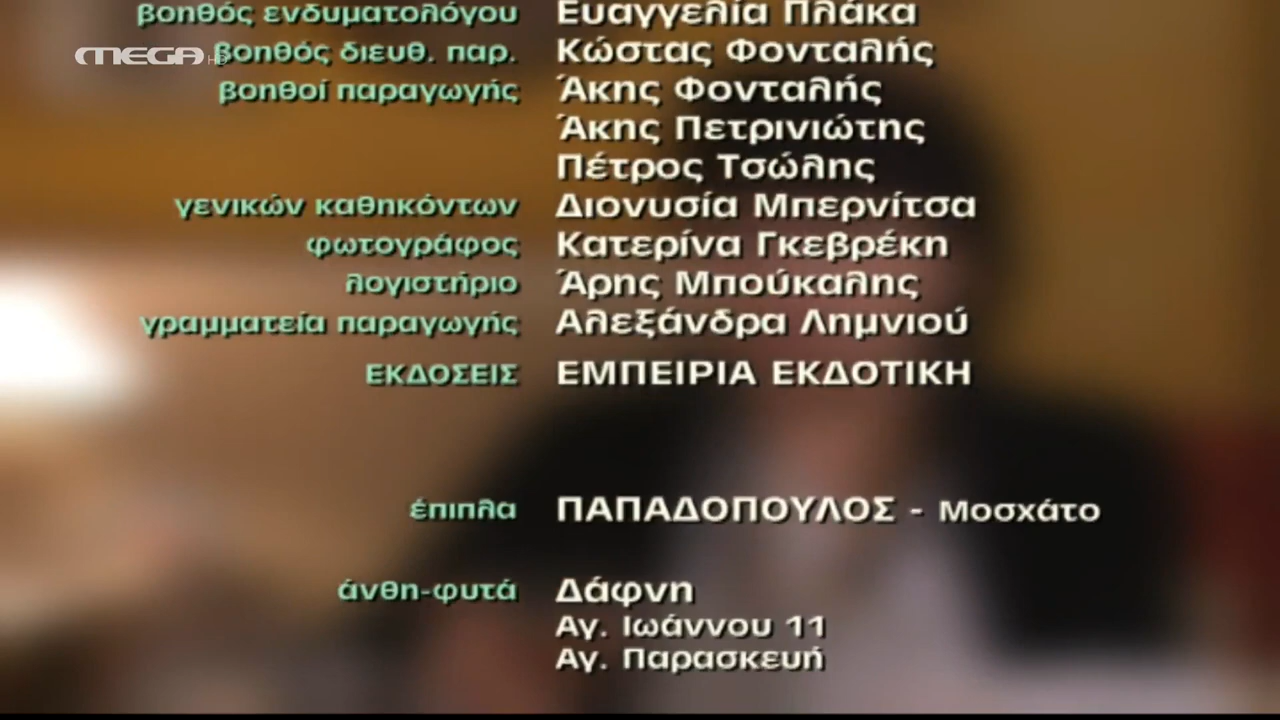 βοηθός ενδυματολόγου Ευαγγελία Πλάκα
MEGA HD
βοηθός διευθ. παρ. Κώστας Φονταλής
βοηθοί παραγωγής Άκης Φονταλής
Άκης Πετρινιώτης
Πέτρος Τσώλης
γενικών καθηκόντων Διονυσία Μπερνίτσα
φωτογράφος Κατερίνα Γκεβρέκη
λογιστήριο Άρης Μπούκαλης
γραμματεία παραγωγής Αλεξάνδρα Λημνιού
ΕΚΔΟΣΕΙΣ ΕΜΠΕΙΡΙΑ ΕΚΔΟΤΙΚΗ
έπιπλα ΠΑΠΑΔΟΠΟΥΛΟΣ - Μοσχάτο
άνθη-φυτά Δάφνη
Αγ. Ιωάννου 11
Αγ. Παρασκευή